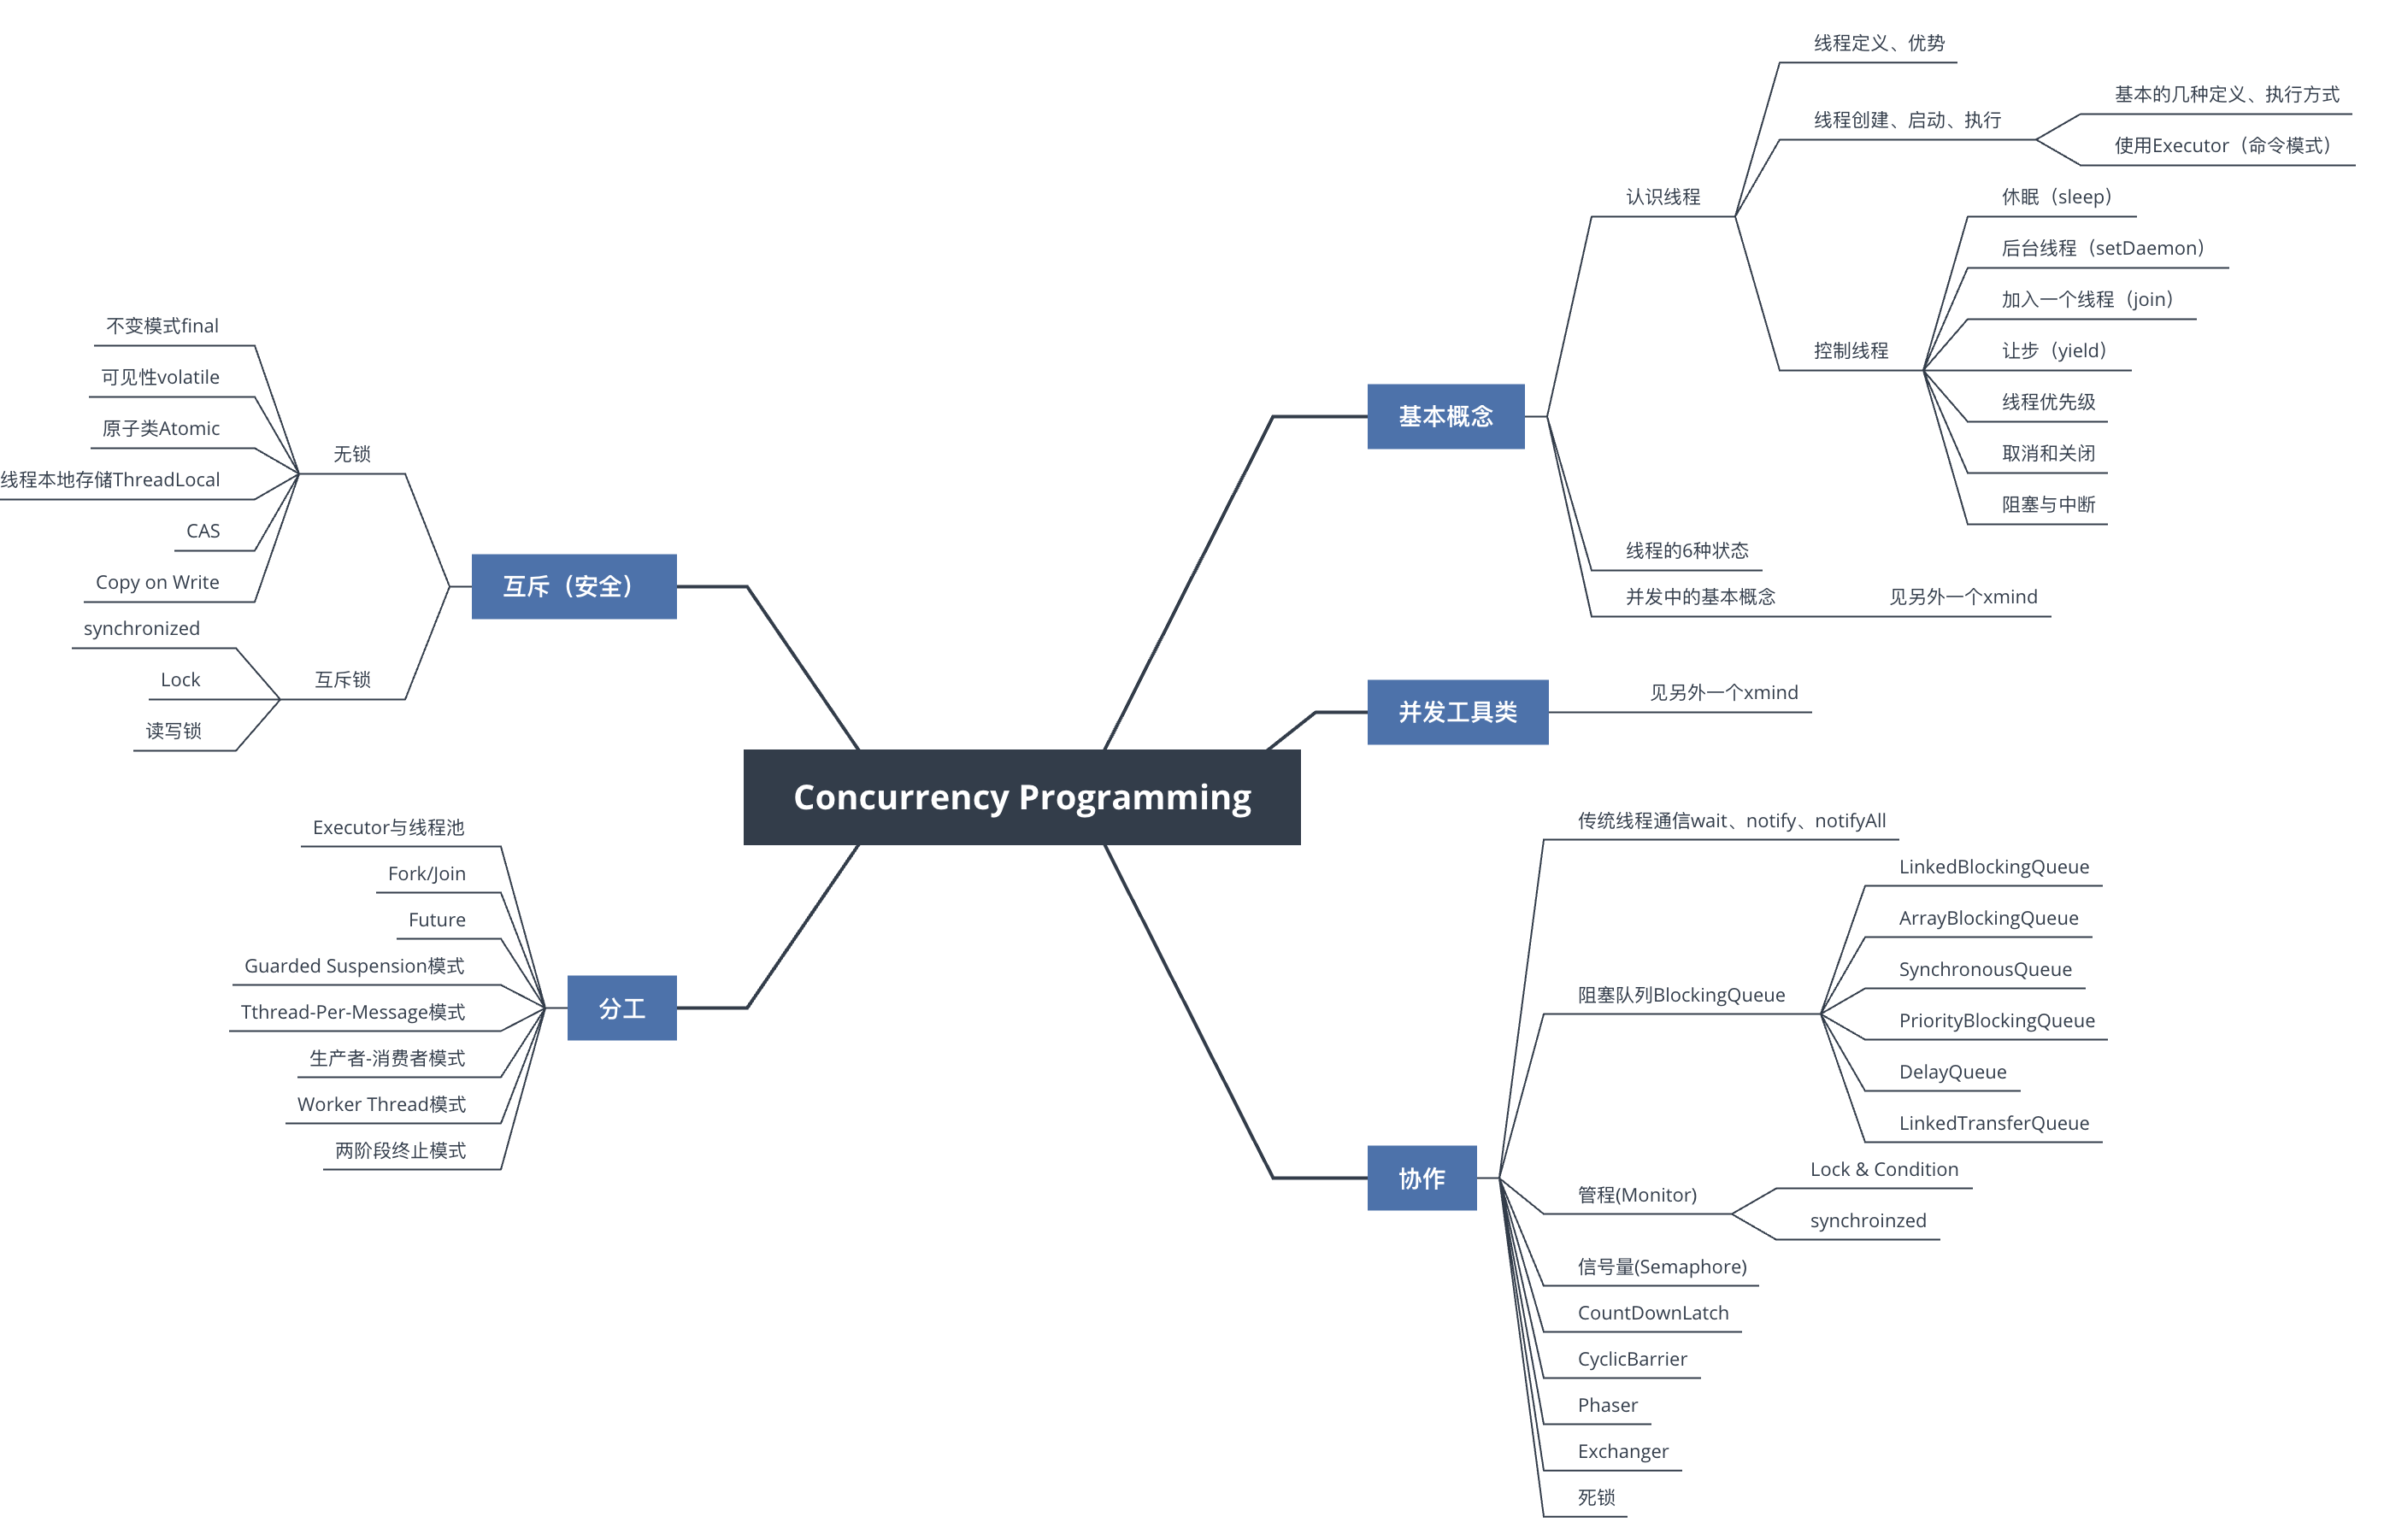 Concurrency Programming
基本概念
认识线程
线程定义、优势
线程创建、启动、执行
基本的几种定义、执行方式
使用Executor（命令模式）
控制线程
休眠（sleep）
后台线程（setDaemon）
加入一个线程（join）
让步（yield）
线程优先级
取消和关闭
阻塞与中断
线程的6种状态
并发中的基本概念
见另外一个xmind
并发工具类
见另外一个xmind
协作
传统线程通信wait、notify、notifyAll
阻塞队列BlockingQueue
LinkedBlockingQueue
ArrayBlockingQueue
SynchronousQueue
PriorityBlockingQueue
DelayQueue
LinkedTransferQueue
管程(Monitor)
Lock & Condition
synchroinzed
信号量(Semaphore)
CountDownLatch
CyclicBarrier
Phaser
Exchanger
死锁
互斥（安全）
无锁
不变模式final
可见性volatile
原子类Atomic
线程本地存储ThreadLocal
CAS
Copy on Write
互斥锁
synchronized
Lock
读写锁
分工
Executor与线程池
Fork/Join
Future
Guarded Suspension模式
Tthread-Per-Message模式
生产者-消费者模式
Worker Thread模式
两阶段终止模式